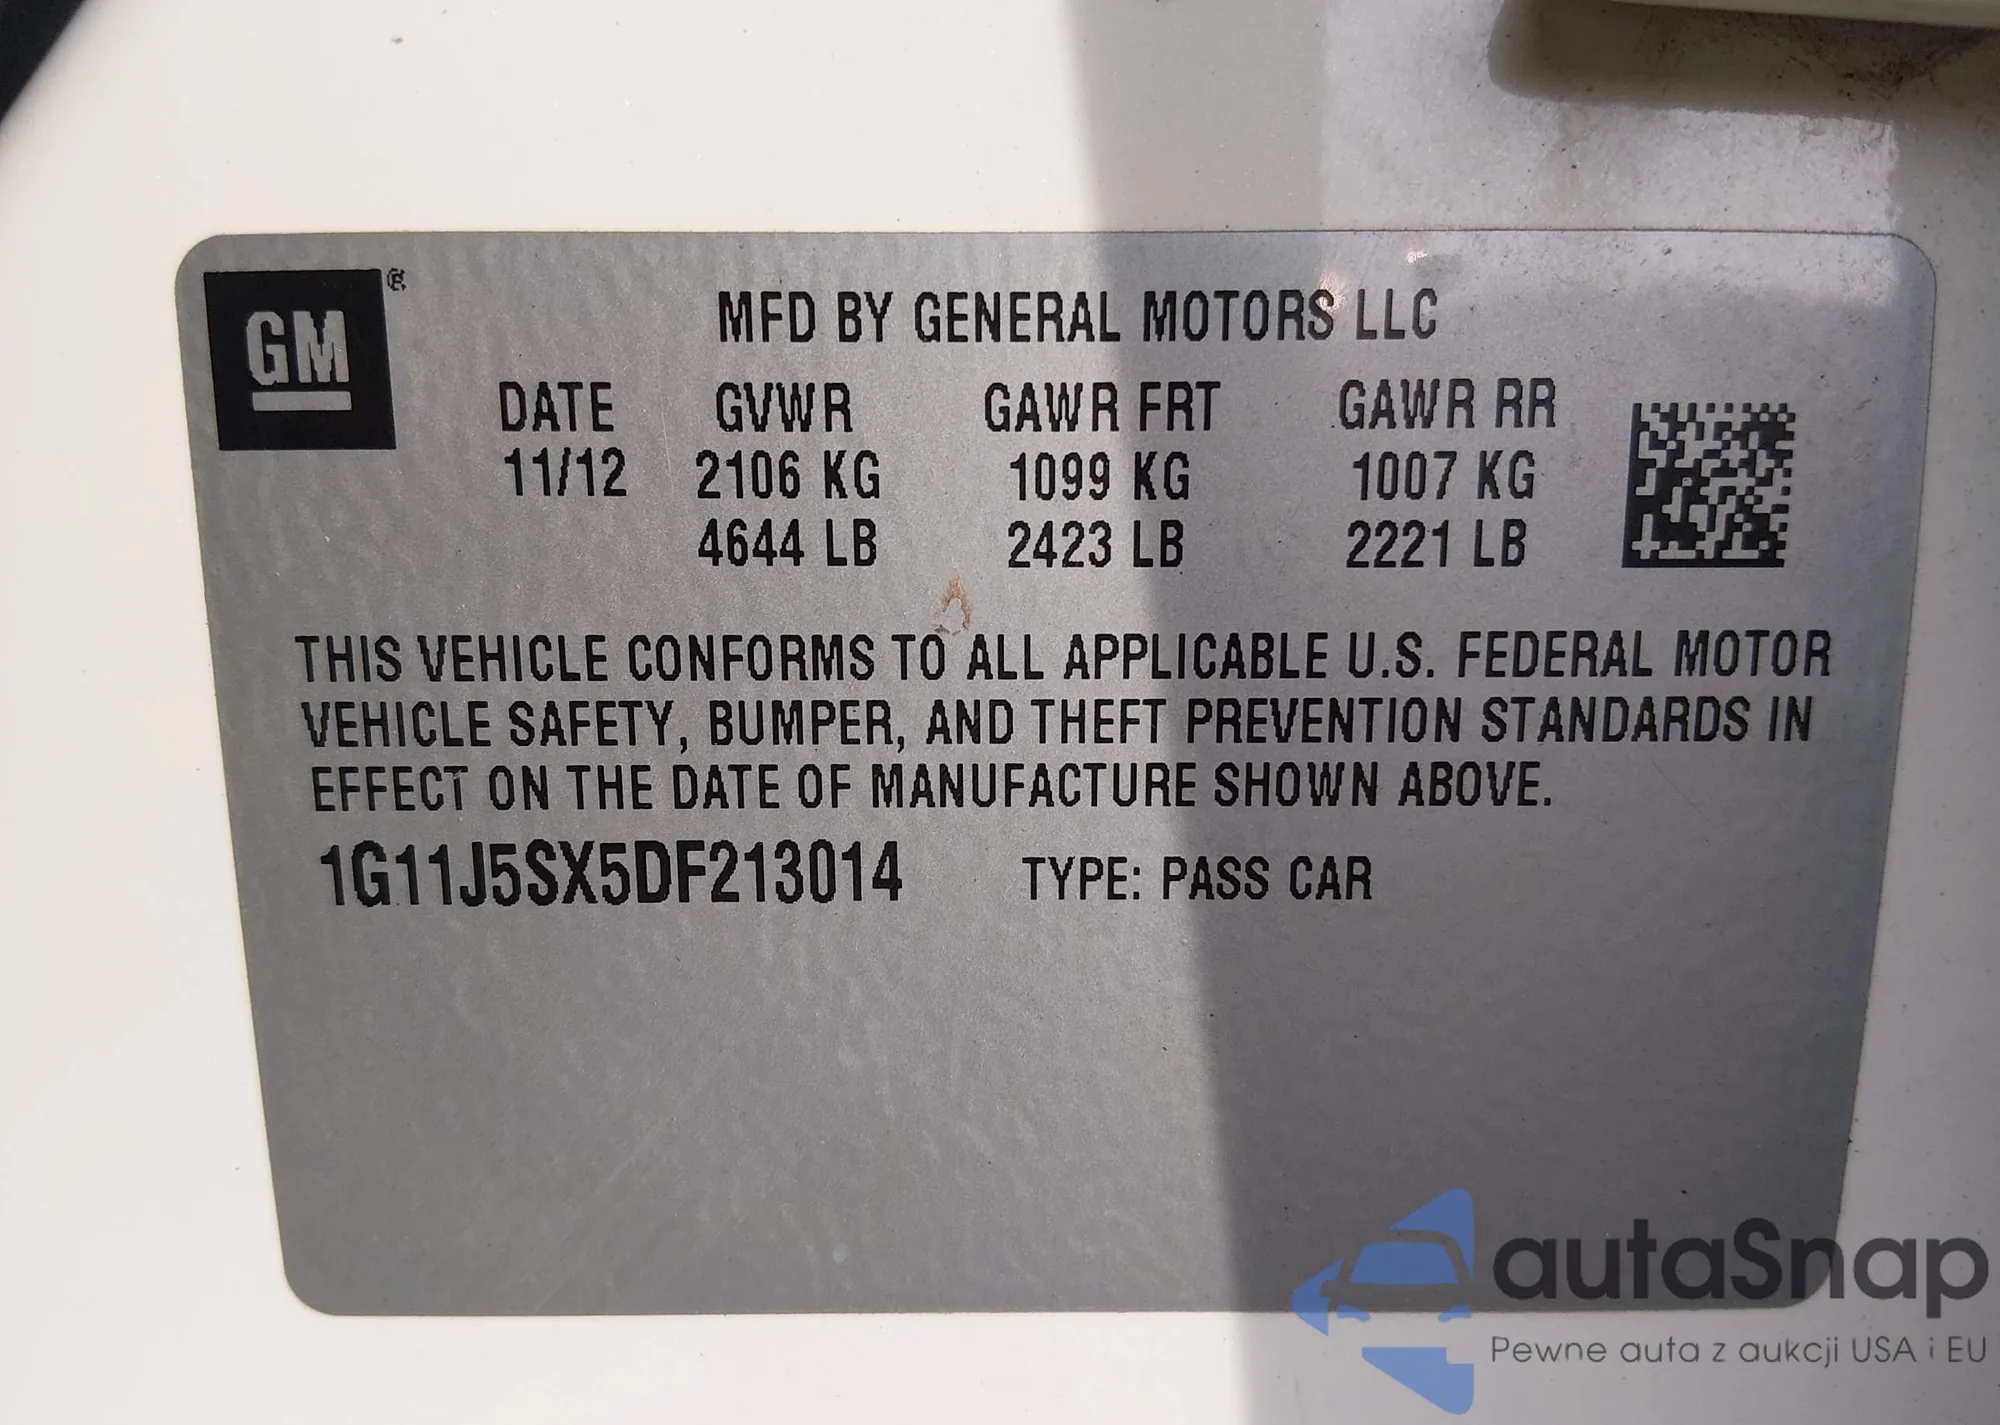 GM®
MFD BY GENERAL MOTORS LLC
DATE GVWR GAWR FRT GAWR RR
11/12 2106 KG 1099 KG 1007 KG
4644 LB 2423 LB 2221 LB
THIS VEHICLE CONFORMS TO ALL APPLICABLE U.S. FEDERAL MOTOR
VEHICLE SAFETY, BUMPER, AND THEFT PREVENTION STANDARDS IN
EFFECT ON THE DATE OF MANUFACTURE SHOWN ABOVE.
1G11J5SX5DF213014 TYPE: PASS CAR
autaSnap
Pewne auta z aukcji USA i EU